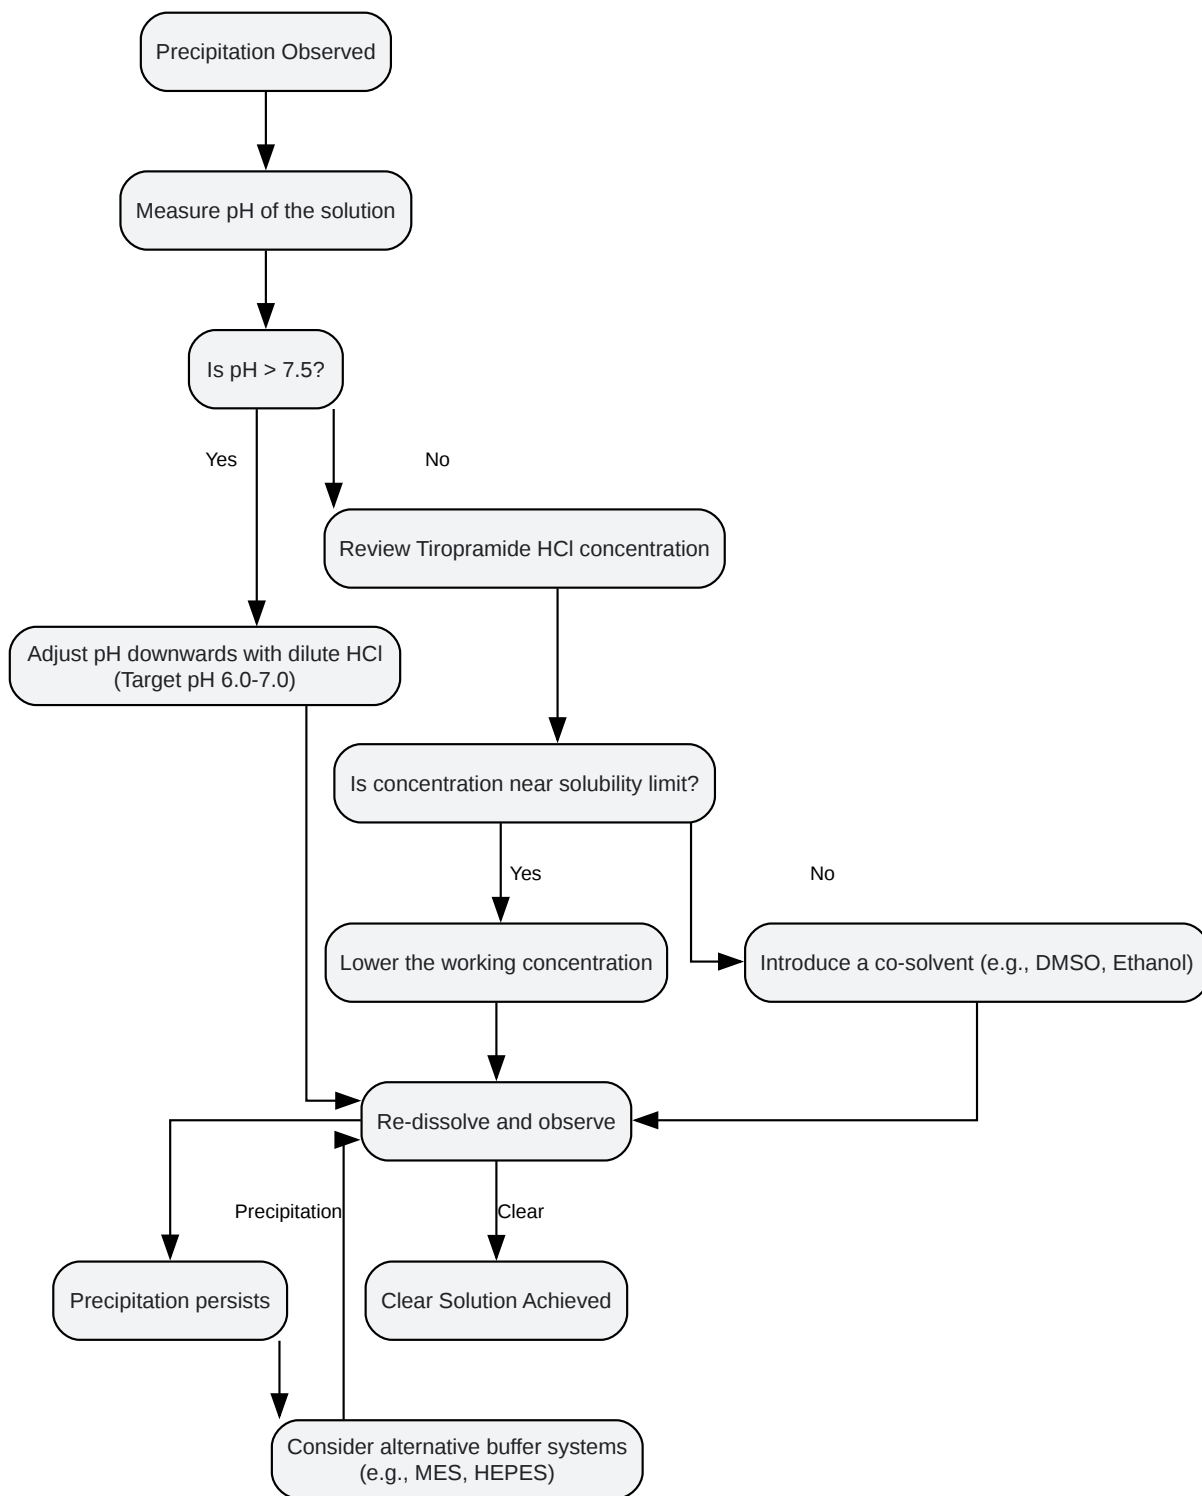 Precipitation Observed
Measure pH of the solution
Is pH > 7.5?
Yes
No
Review Tiropramide HCl concentration
Adjust pH downwards with dilute HCl
(Target pH 6.0-7.0)
Is concentration near solubility limit?
Yes
No
Lower the working concentration
Introduce a co-solvent (e.g., DMSO, Ethanol)
Re-dissolve and observe
Precipitation
Clear
Precipitation persists
Clear Solution Achieved
Consider alternative buffer systems
(e.g., MES, HEPES)